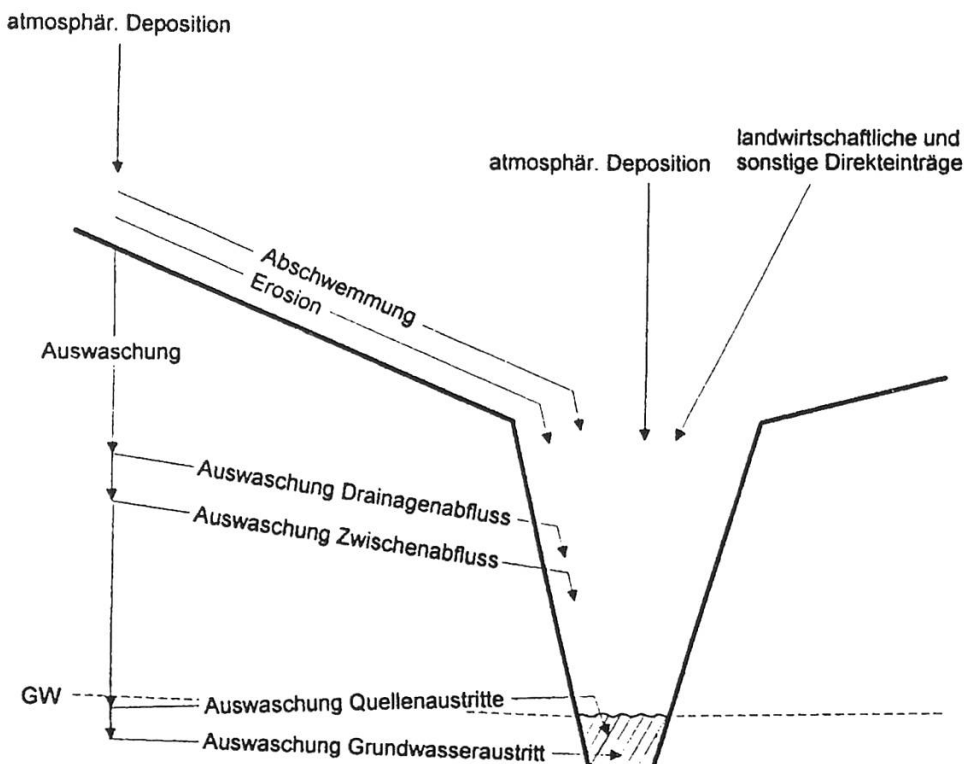 atmosphär. Deposition
atmosphär. Deposition
landwirtschaftliche und
sonstige Direkteinträge
Abschwemmung
Erosion
Auswaschung
Auswaschung Drainagenabfluss
Auswaschung Zwischenabfluss
GW
Auswaschung Quellenaustritte
Auswaschung Grundwasseraustritt